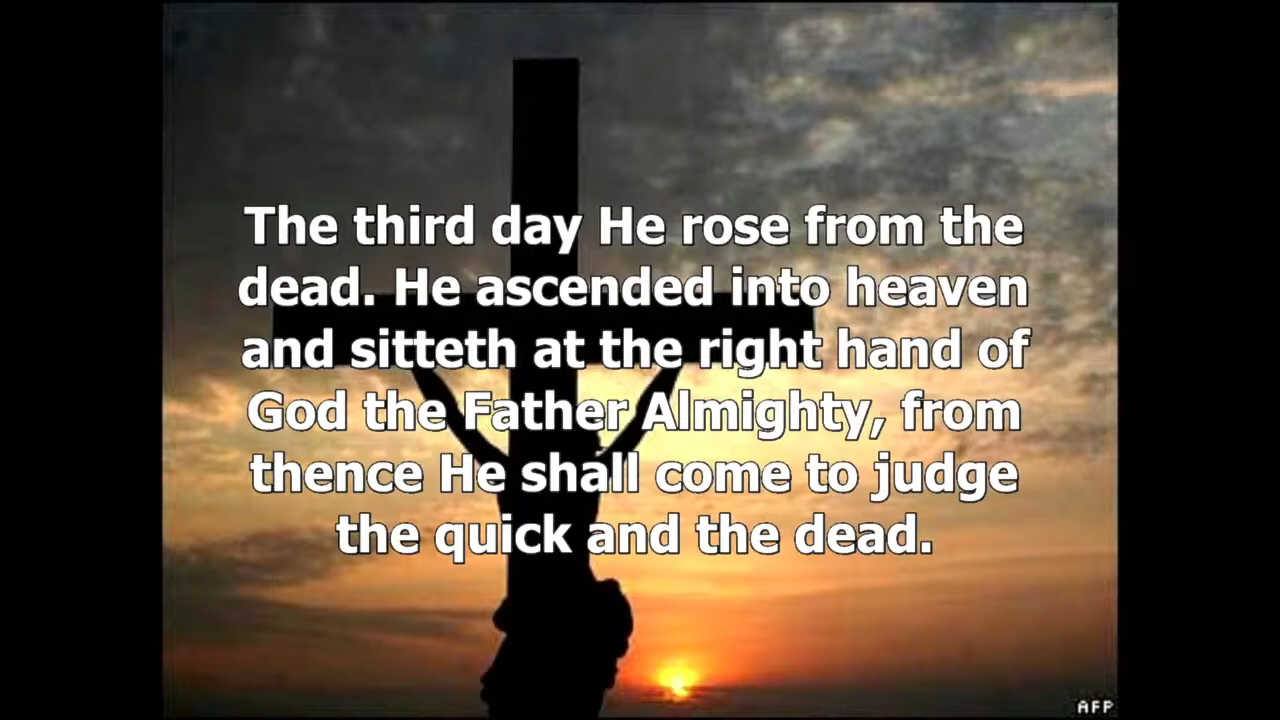 The third day He rose from the
dead. He ascended into heaven
and sitteth at the right hand of
God the Father Almighty, from
thence He shall come to judge
the quick and the dead.
AFP